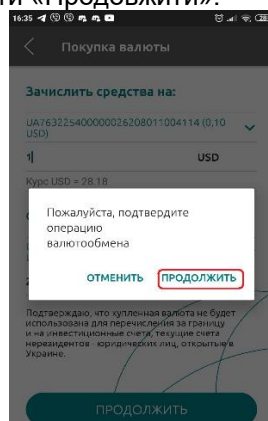 «Продовжити»:
16:35
Покупка валюты
Зачислить средства на:
UA763225400000026208011004114 (0,10
USD)
1 USD
Курс USD = 28.18
Пожалуйста, подтвердите
операцию
валютообмена
ОТМЕНИТЬ ПРОДОЛЖИТЬ
Подтверждаю, что купленная валюта не будет
использована для перечисления за границу
и на инвестиционные счета, текущие счета
нерезидентов - юридических лиц, открытые в
Украине.
ПРОДОЛЖИТЬ